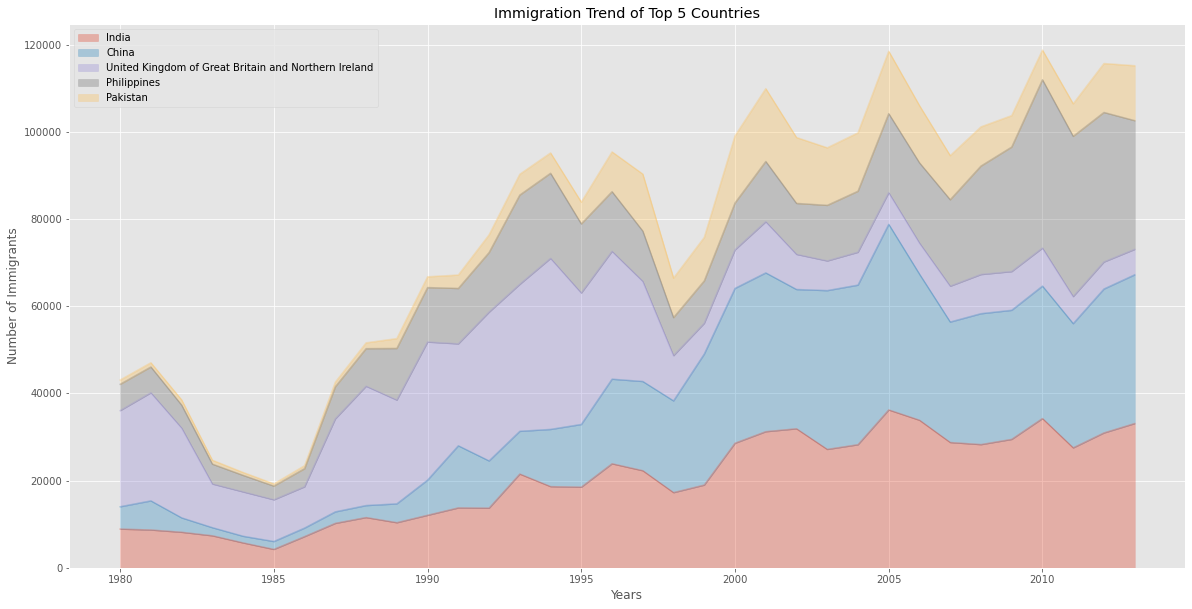 Immigration Trend of Top 5 Countries
India
China
United Kingdom of Great Britain and Northern Ireland
Philippines
Pakistan
120000
100000
80000
60000
40000
20000
0
Number of Immigrants
1980 1985 1990 1995 2000 2005 2010
Years